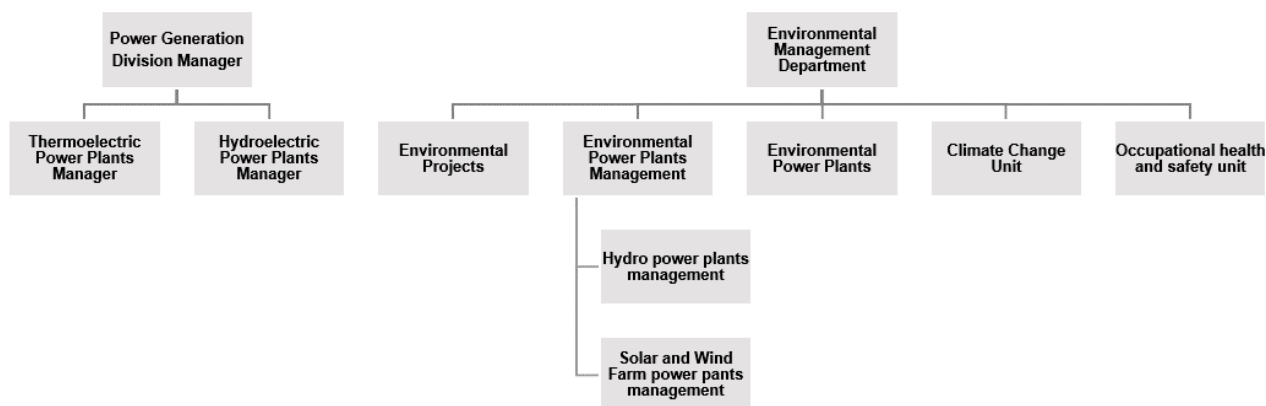 Power Generation
Division Manager
Environmental
Management
Department
Thermoelectric
Power Plants
Manager
Hydroelectric
Power Plants
Manager
Environmental
Projects
Environmental
Power Plants
Management
Environmental
Power Plants
Climate Change
Unit
Occupational health
and safety unit
Hydro power plants
management
Solar and Wind
Farm power pants
management